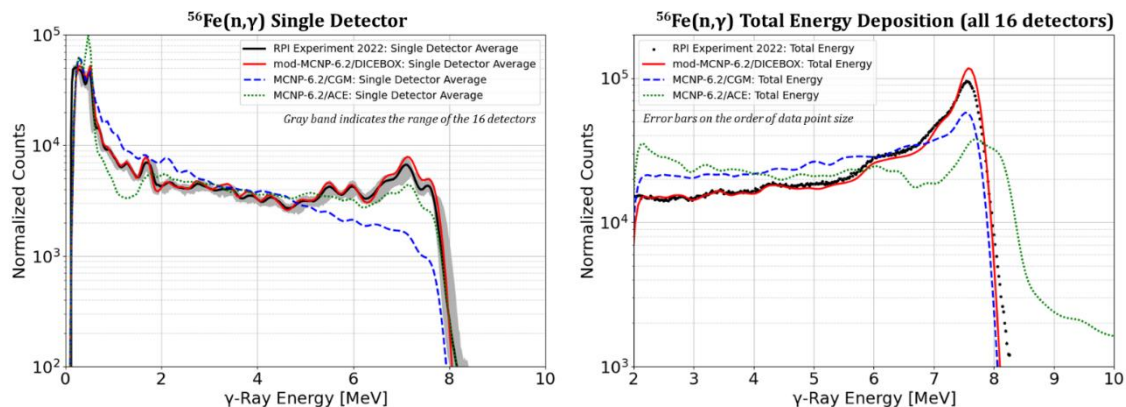 ⁵⁶Fe(n,γ) Single Detector
10⁵
10⁴
10³
10²
Normalized Counts
RPI Experiment 2022: Single Detector Average
mod-MCNP-6.2/DICEBOX: Single Detector Average
MCNP-6.2/CGM: Single Detector Average
MCNP-6.2/ACE: Single Detector Average
Gray band indicates the range of the 16 detectors
0 2 4 6 8 10
γ-Ray Energy [MeV]
⁵⁶Fe(n,γ) Total Energy Deposition (all 16 detectors)
10⁵
10⁴
10³
Normalized Counts
RPI Experiment 2022: Total Energy
mod-MCNP-6.2/DICEBOX: Total Energy
MCNP-6.2/CGM: Total Energy
MCNP-6.2/ACE: Total Energy
Error bars on the order of data point size
2 3 4 5 6 7 8 9 10
γ-Ray Energy [MeV]